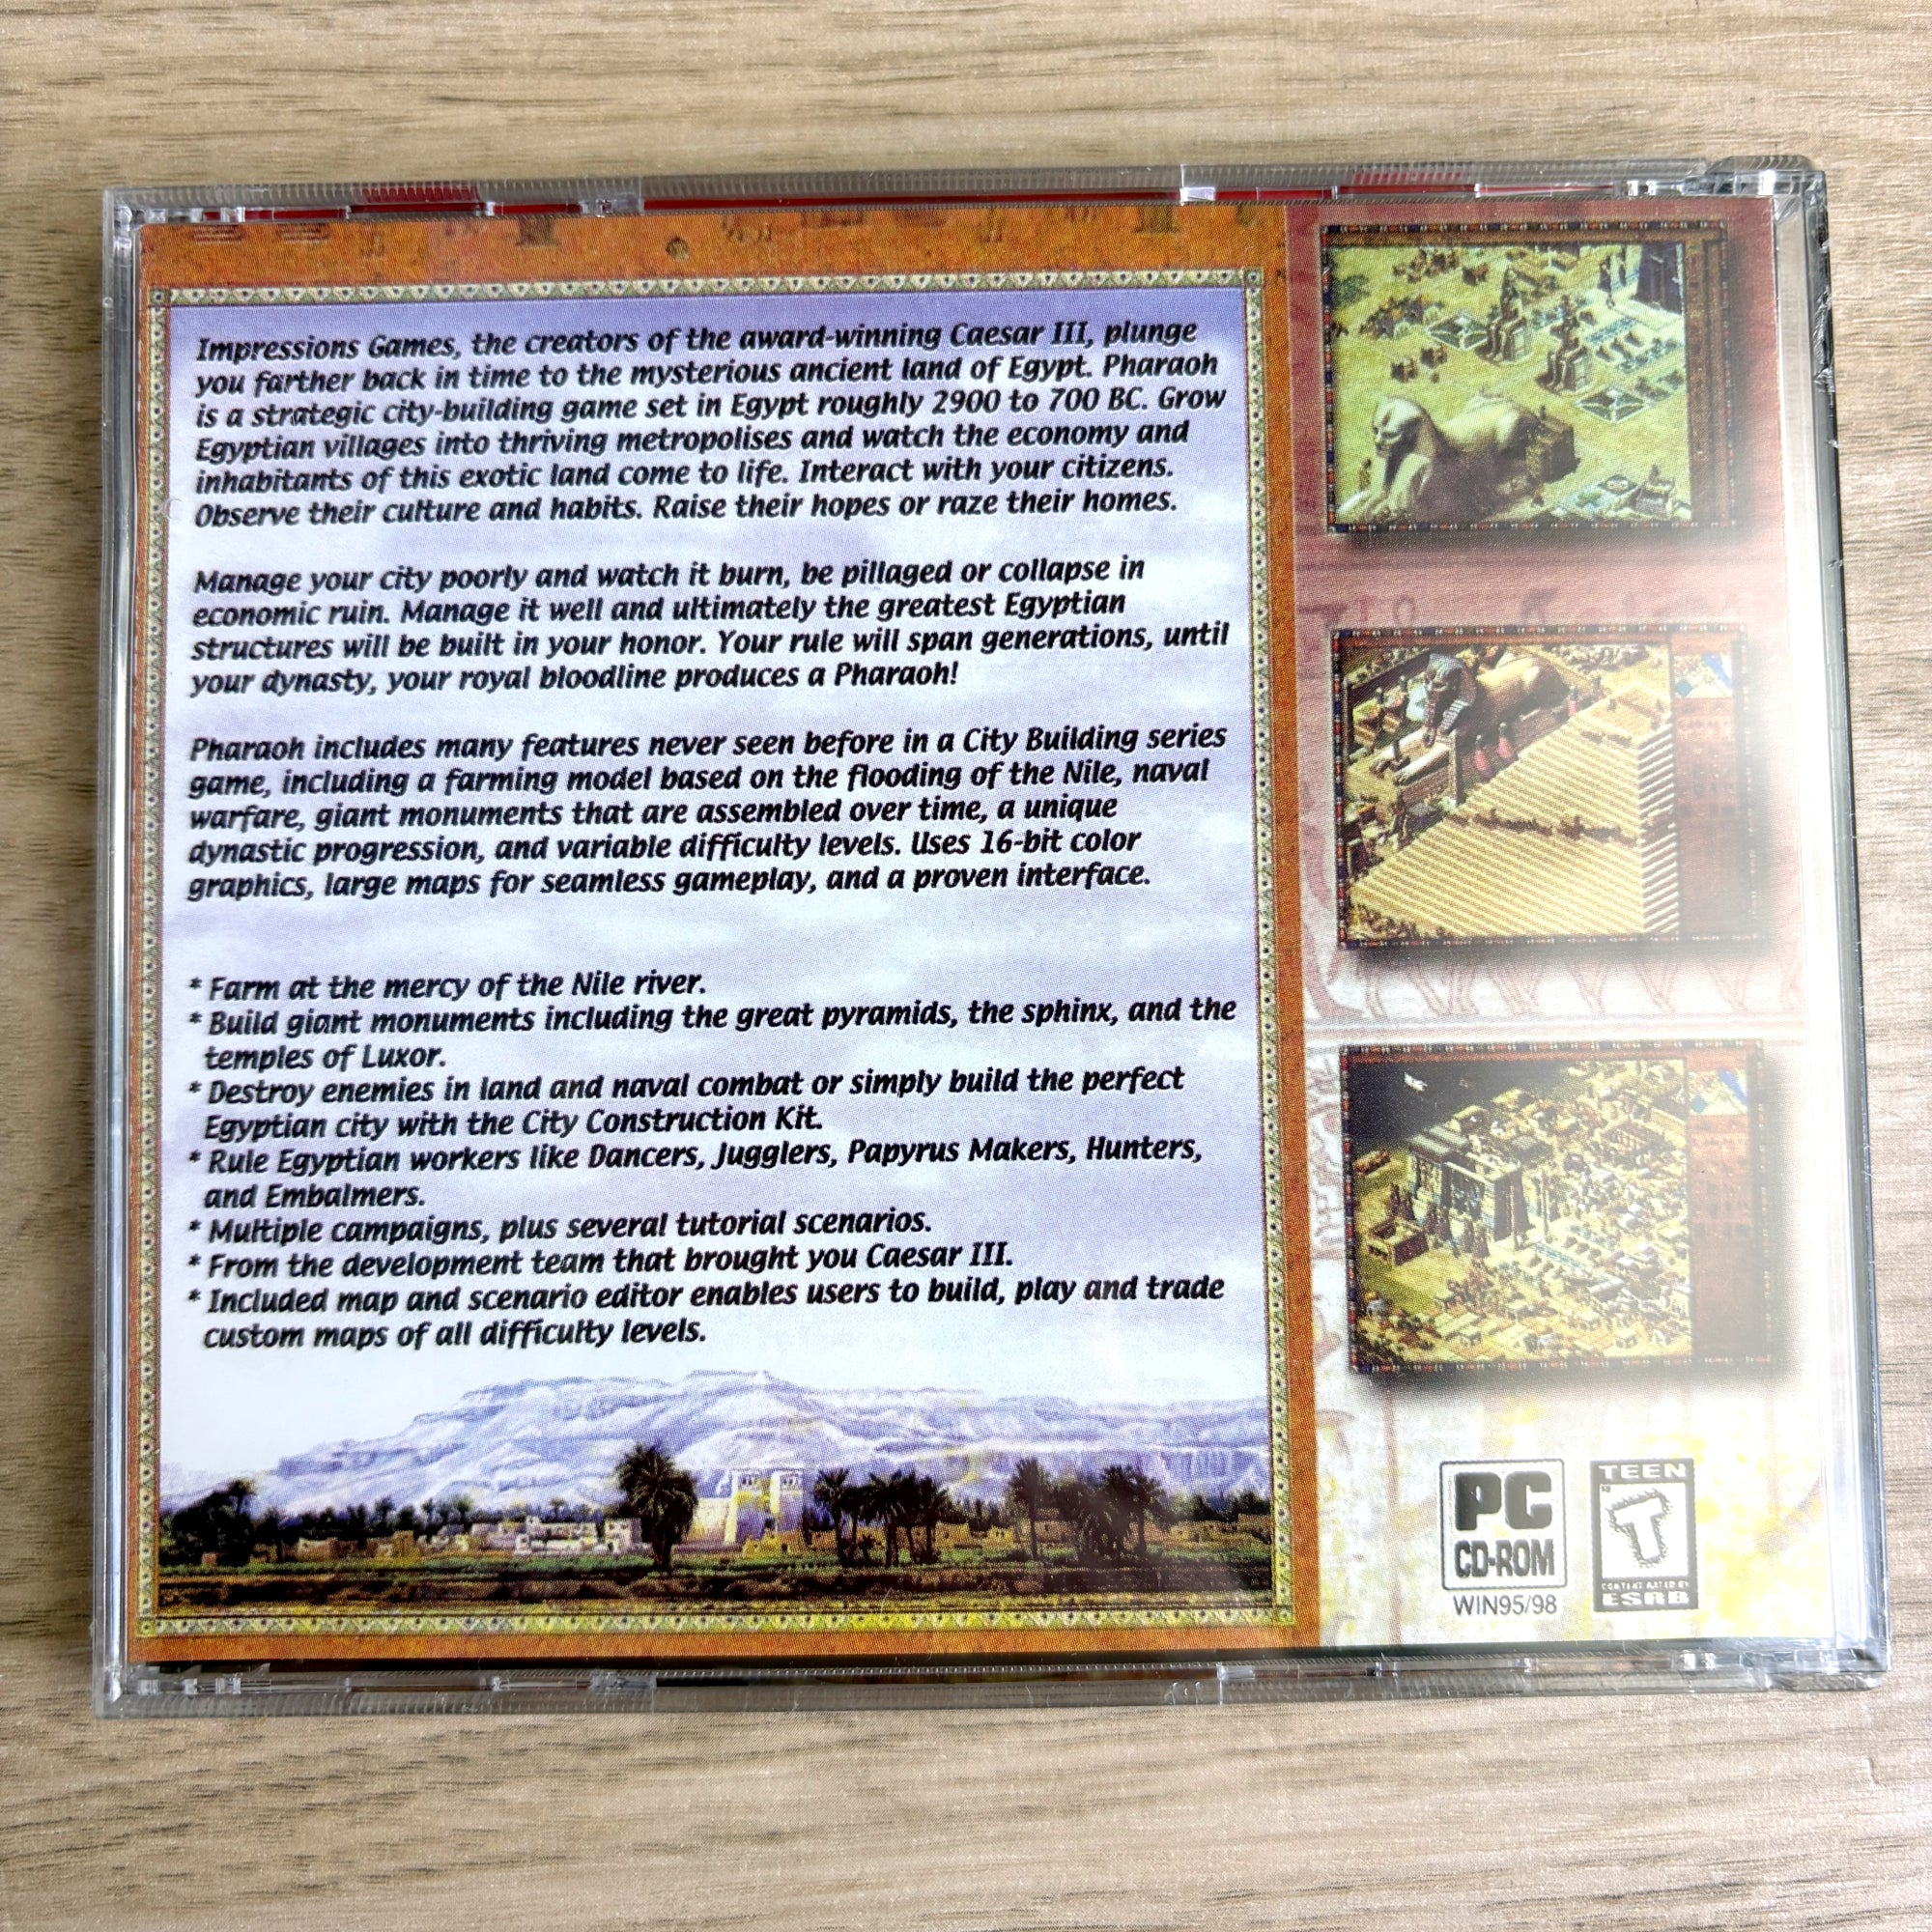 Impressions Games, the creators of the award-winning Caesar III, plunge
you farther back in time to the mysterious ancient land of Egypt. Pharaoh
is a strategic city-building game set in Egypt roughly 2900 to 700 BC. Grow
Egyptian villages into thriving metropolises and watch the economy and
inhabitants of this exotic land come to life. Interact with your citizens.
Observe their culture and habits. Raise their hopes or raze their homes.
Manage your city poorly and watch it burn, be pillaged or collapse in
economic ruin. Manage it well and ultimately the greatest Egyptian
structures will be built in your honor. Your rule will span generations, until
your dynasty, your royal bloodline produces a Pharaoh!
Pharaoh includes many features never seen before in a City Building series
game, including a farming model based on the flooding of the Nile, naval
warfare, giant monuments that are assembled over time, a unique
dynastic progression, and variable difficulty levels. Uses 16-bit color
graphics, large maps for seamless gameplay, and a proven interface.
* Farm at the mercy of the Nile river.
* Build giant monuments including the great pyramids, the sphinx, and the
temples of Luxor.
* Destroy enemies in land and naval combat or simply build the perfect
Egyptian city with the City Construction Kit.
* Rule Egyptian workers like Dancers, Jugglers, Papyrus Makers, Hunters,
and Embalmers.
* Multiple campaigns, plus several tutorial scenarios.
* From the development team that brought you Caesar III.
* Included map and scenario editor enables users to build, play and trade
custom maps of all difficulty levels.
PC
CD-ROM
WIN95/98
TEEN
T
CONTENT RATED BY
ESRB